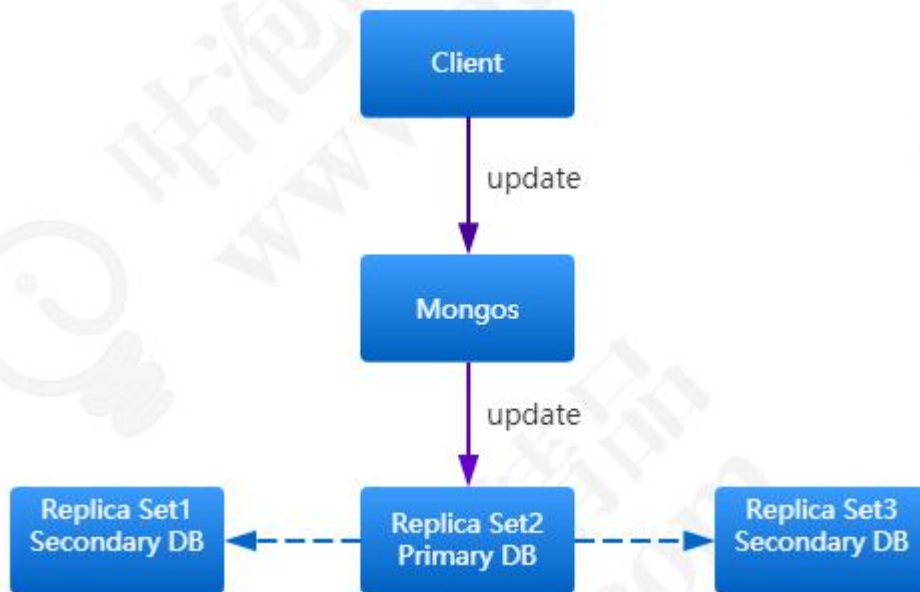 Client
update
Mongos
update
Replica Set1
Secondary DB
Replica Set2
Primary DB
Replica Set3
Secondary DB